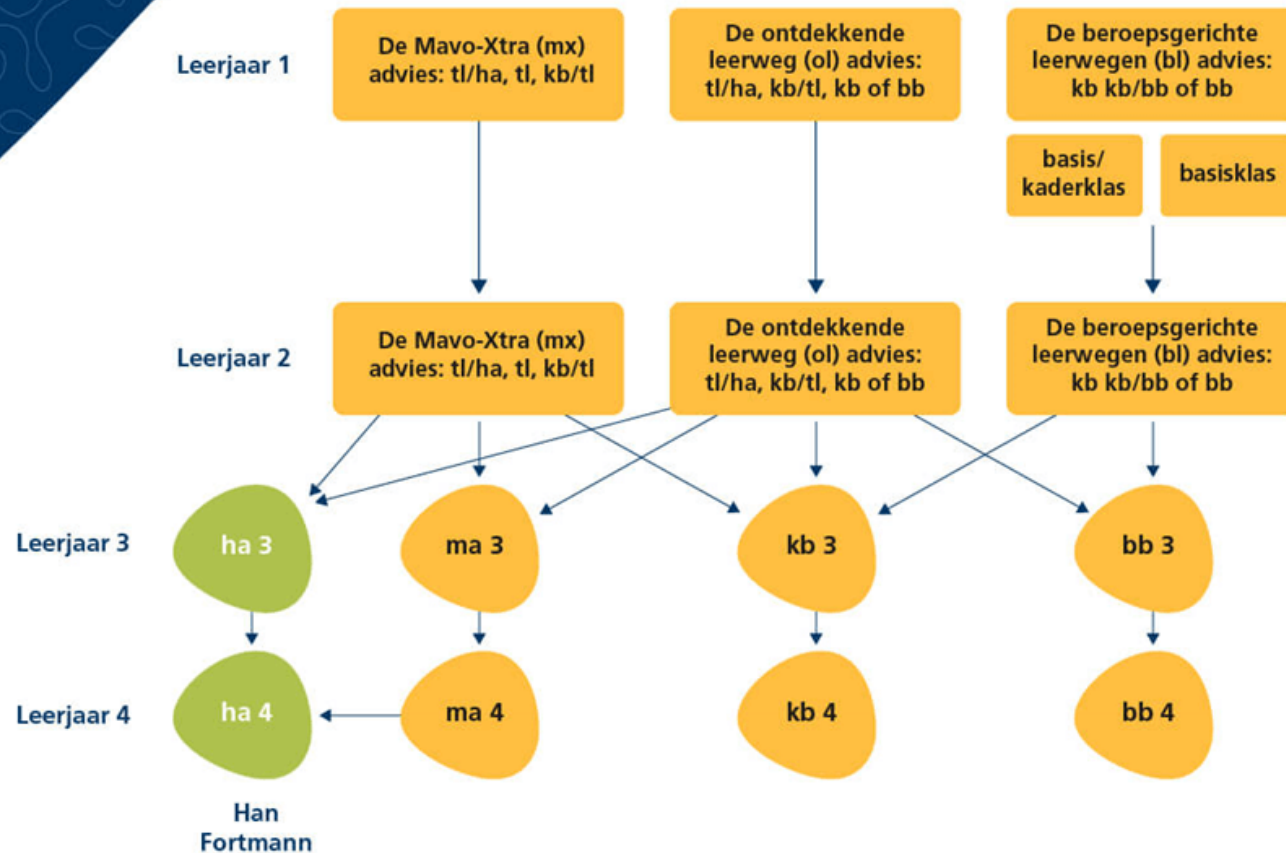 Leerjaar 1
De Mavo-Xtra (mx)
advies: tl/ha, tl, kb/tl
De ontdekkende
leerweg (ol) advies:
tl/ha, kb/tl, kb of bb
De beroepsgerichte
leerwegen (bl) advies:
kb kb/bb of bb
basis/
kaderklas
basisklas
Leerjaar 2
De Mavo-Xtra (mx)
advies: tl/ha, tl, kb/tl
De ontdekkende
leerweg (ol) advies:
tl/ha, kb/tl, kb of bb
De beroepsgerichte
leerwegen (bl) advies:
kb kb/bb of bb
Leerjaar 3
ha 3
ma 3
kb 3
bb 3
Leerjaar 4
ha 4
ma 4
kb 4
bb 4
Han
Fortmann